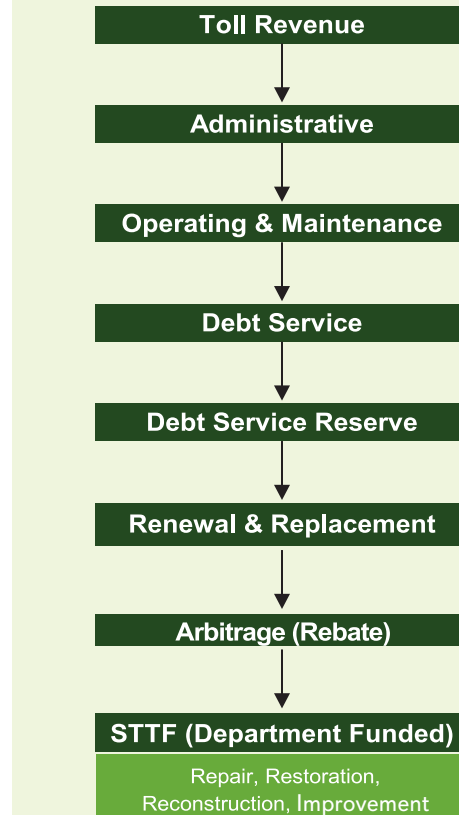 Toll Revenue
Administrative
Operating & Maintenance
Debt Service
Debt Service Reserve
Renewal & Replacement
Arbitrage (Rebate)
STTF (Department Funded)
Repair, Restoration,
Reconstruction, Improvement